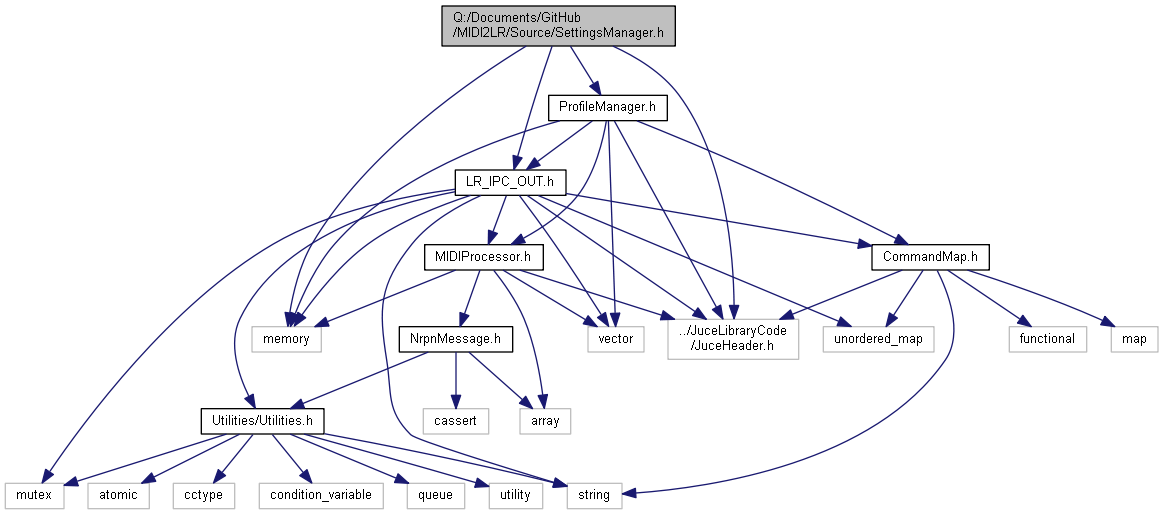 Q:/Documents/GitHub
/MIDI2LR/Source/SettingsManager.h
ProfileManager.h
LR_IPC_OUT.h
MIDIProcessor.h
CommandMap.h
memory
NrpnMessage.h
vector
../JuceLibraryCode
/JuceHeader.h
unordered_map
functional
map
Utilities/Utilities.h
cassert
array
mutex
atomic
cctype
condition_variable
queue
utility
string